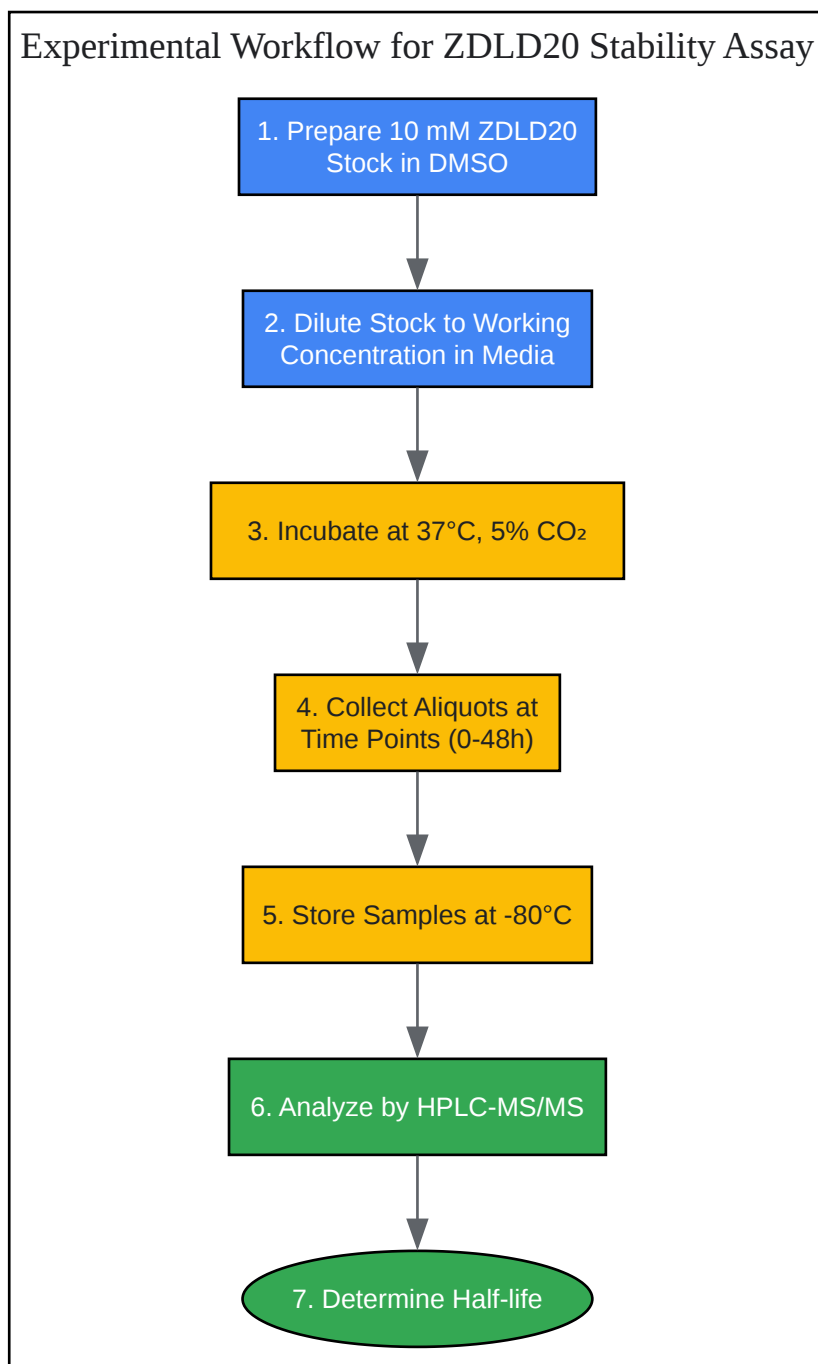 Experimental Workflow for ZDLD20 Stability Assay
1. Prepare 10 mM ZDLD20
Stock in DMSO
2. Dilute Stock to Working
Concentration in Media
3. Incubate at 37°C, 5% CO₂
4. Collect Aliquots at
Time Points (0-48h)
5. Store Samples at -80°C
6. Analyze by HPLC-MS/MS
7. Determine Half-life